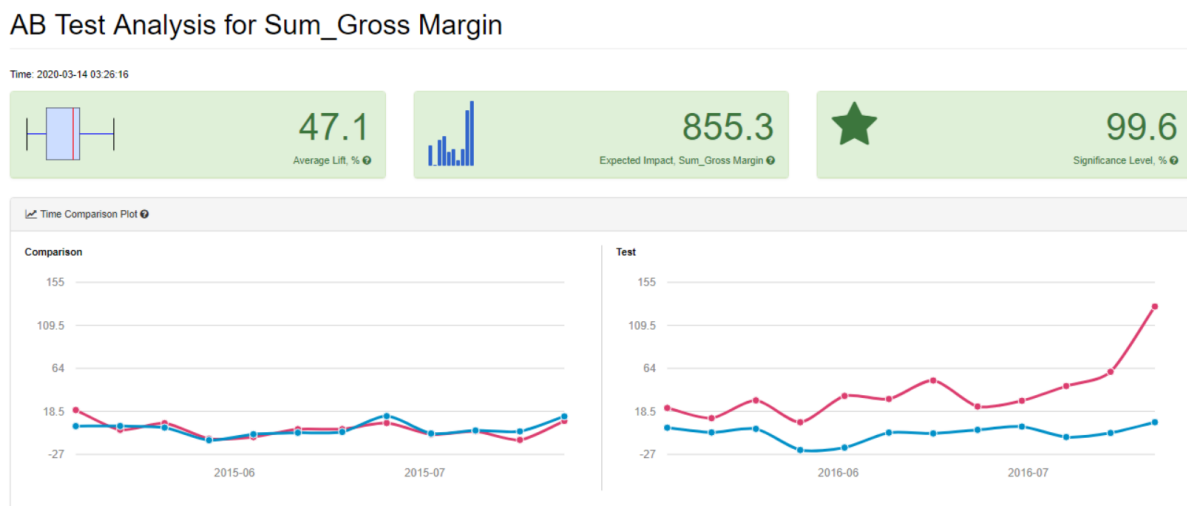 AB Test Analysis for Sum_Gross Margin
Time: 2020-03-14 03:26:16
47.1
Average Lift, %
855.3
Expected Impact, Sum_Gross Margin
99.6
Significance Level, %
Time Comparison Plot
Comparison
155
109.5
64
18.5
-27
2015-06 2015-07
Test
155
109.5
64
18.5
-27
2016-06 2016-07